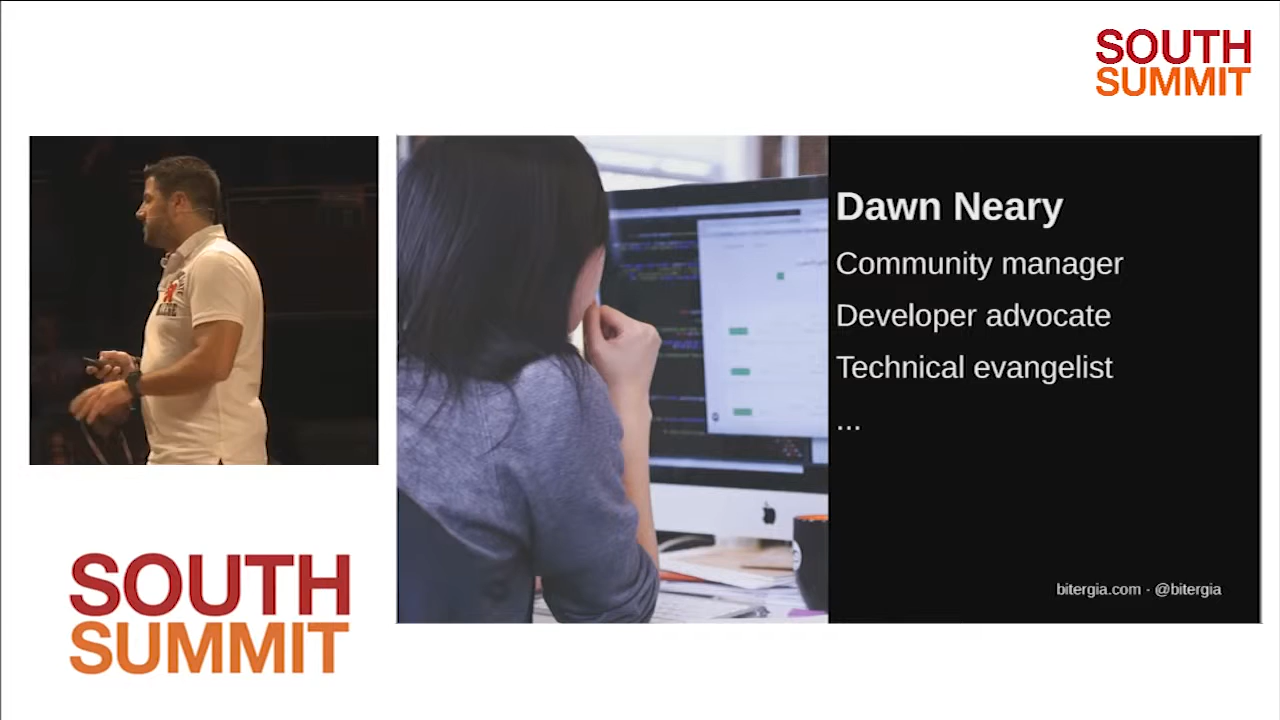 SOUTH
SUMMIT
Dawn Neary
Community manager
Developer advocate
Technical evangelist
...
bitergia.com · @bitergia
SOUTH
SUMMIT